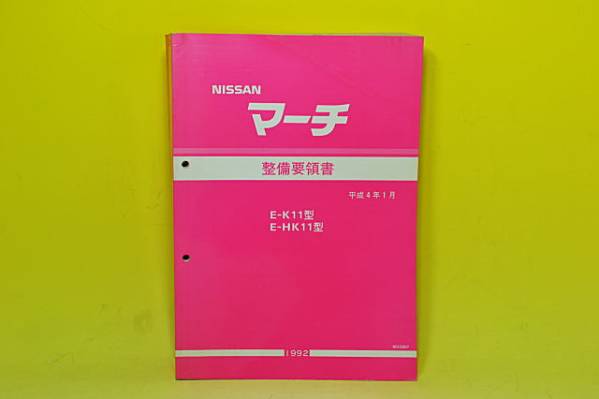 NISSAN
マーチ
整備要領書
平成4年1月
E-K11型
E-HK11型
1992